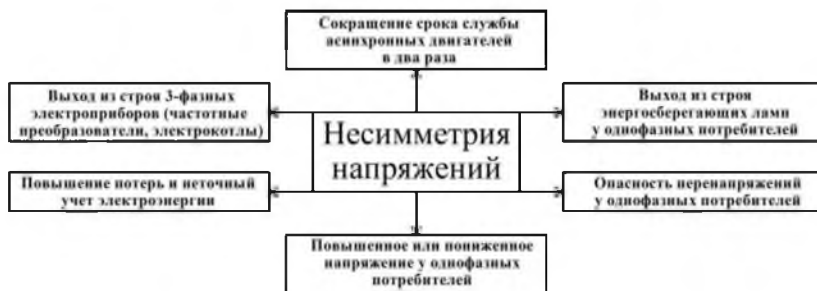 Сокращение срока службы
асинхронных двигателей
в два раза
Выход из строя 3-фазных
электроприборов (частотные
преобразователи, электрокотлы)
Выход из строя
энергосберегающих ламп
у однофазных потребителей
Несимметрия
напряжений
Повышение потерь и неточный
учет электроэнергии
Опасность перенапряжений
у однофазных потребителей
Повышенное или пониженное
напряжение у однофазных
потребителей